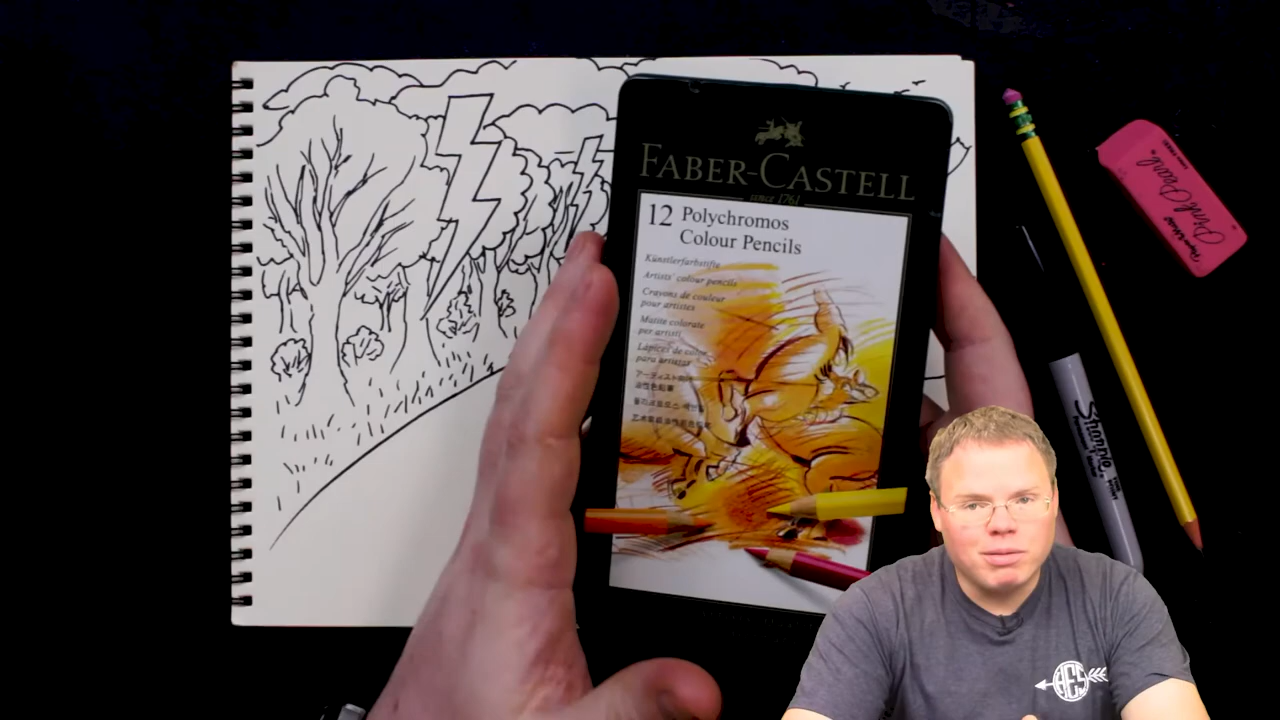 FABER-CASTELL
since 1761
12 Polychromos
Colour Pencils
Künstlerfarbstifte
Artists' colour pencils
Crayons de couleur
pour artistes
Matite colorate
per artisti
Lápices de color
para artistas
Pink Pearl
Sharpie
HES